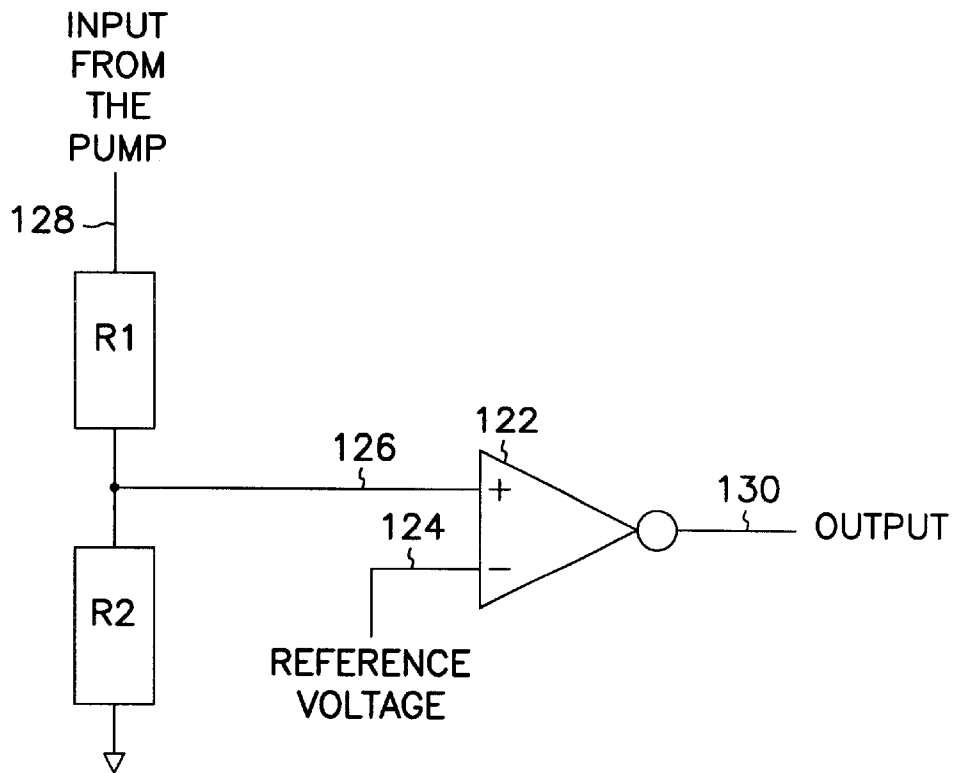 INPUT
FROM
THE
PUMP
128
R1
126
122
+
130
OUTPUT
124
−
R2
REFERENCE
VOLTAGE